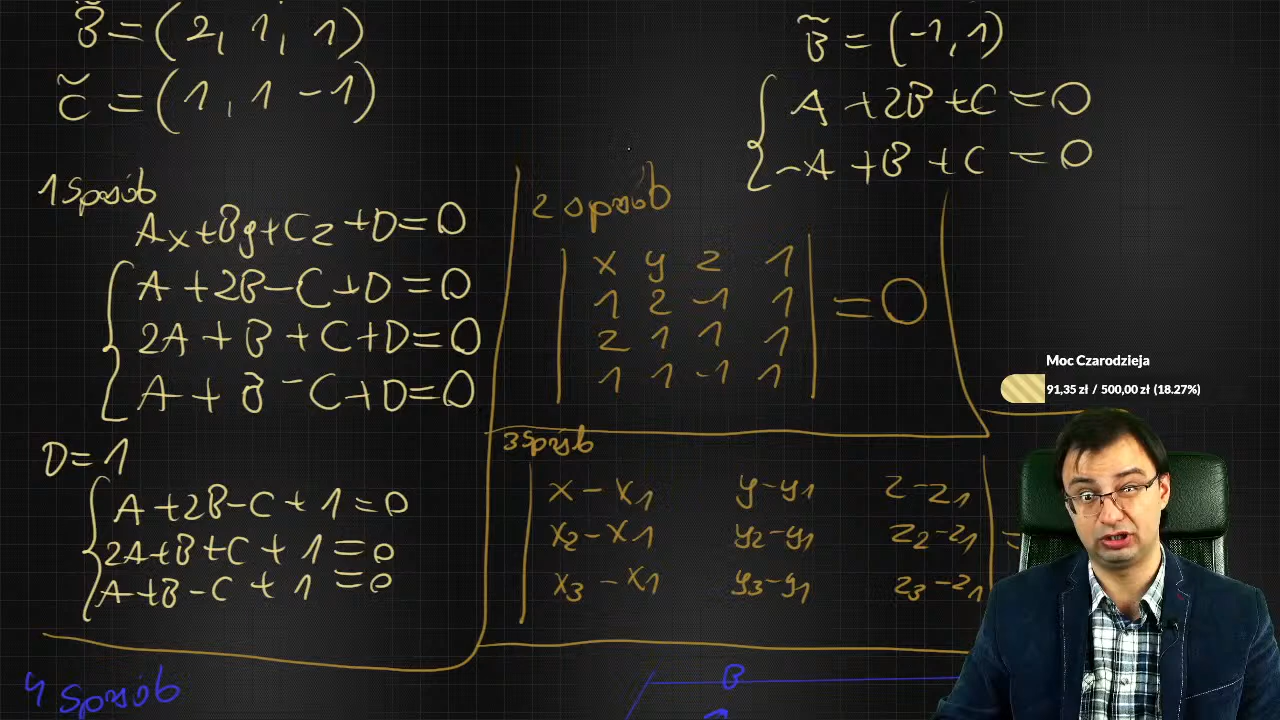 B̃ = (2, 1, 1)
C̃ = (1, 1 -1)
B̃ = (-1, 1)
A + 2B + C = 0
-A + B + C = 0
1 sposób
Ax + By + Cz + D = 0
A + 2B - C + D = 0
2A + B + C + D = 0
A + B - C + D = 0
D = 1
A + 2B - C + 1 = 0
2A + B + C + 1 = 0
A + B - C + 1 = 0
2 sposób
x y z 1
1 2 -1 1
2 1 1 1
1 1 -1 1
= 0
3 sposób
x - x1 y - y1 z - z1
x2 - x1 y2 - y1 z2 - z1
x3 - x1 y3 - y1 z3 - z1
=
Moc Czarodzieja
91,35 zł / 500,00 zł (18.27%)
4 sposób
B